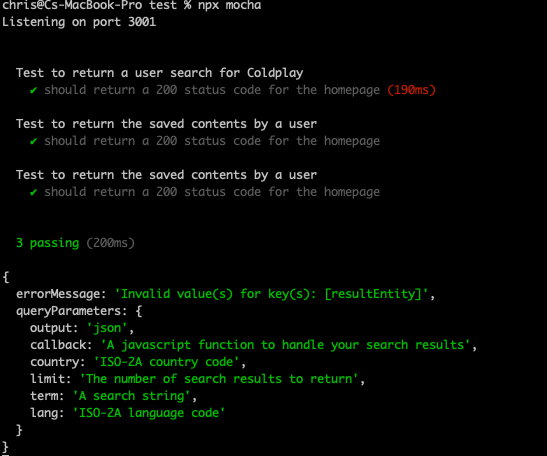 chris@Cs-MacBook-Pro test % npx mocha
Listening on port 3001
Test to return a user search for Coldplay
✔ should return a 200 status code for the homepage (190ms)
Test to return the saved contents by a user
✔ should return a 200 status code for the homepage
Test to return the saved contents by a user
✔ should return a 200 status code for the homepage
3 passing (200ms)
{
errorMessage: 'Invalid value(s) for key(s): [resultEntity]',
queryParameters: {
output: 'json',
callback: 'A javascript function to handle your search results',
country: 'ISO-2A country code',
limit: 'The number of search results to return',
term: 'A search string',
lang: 'ISO-2A language code'
}
}